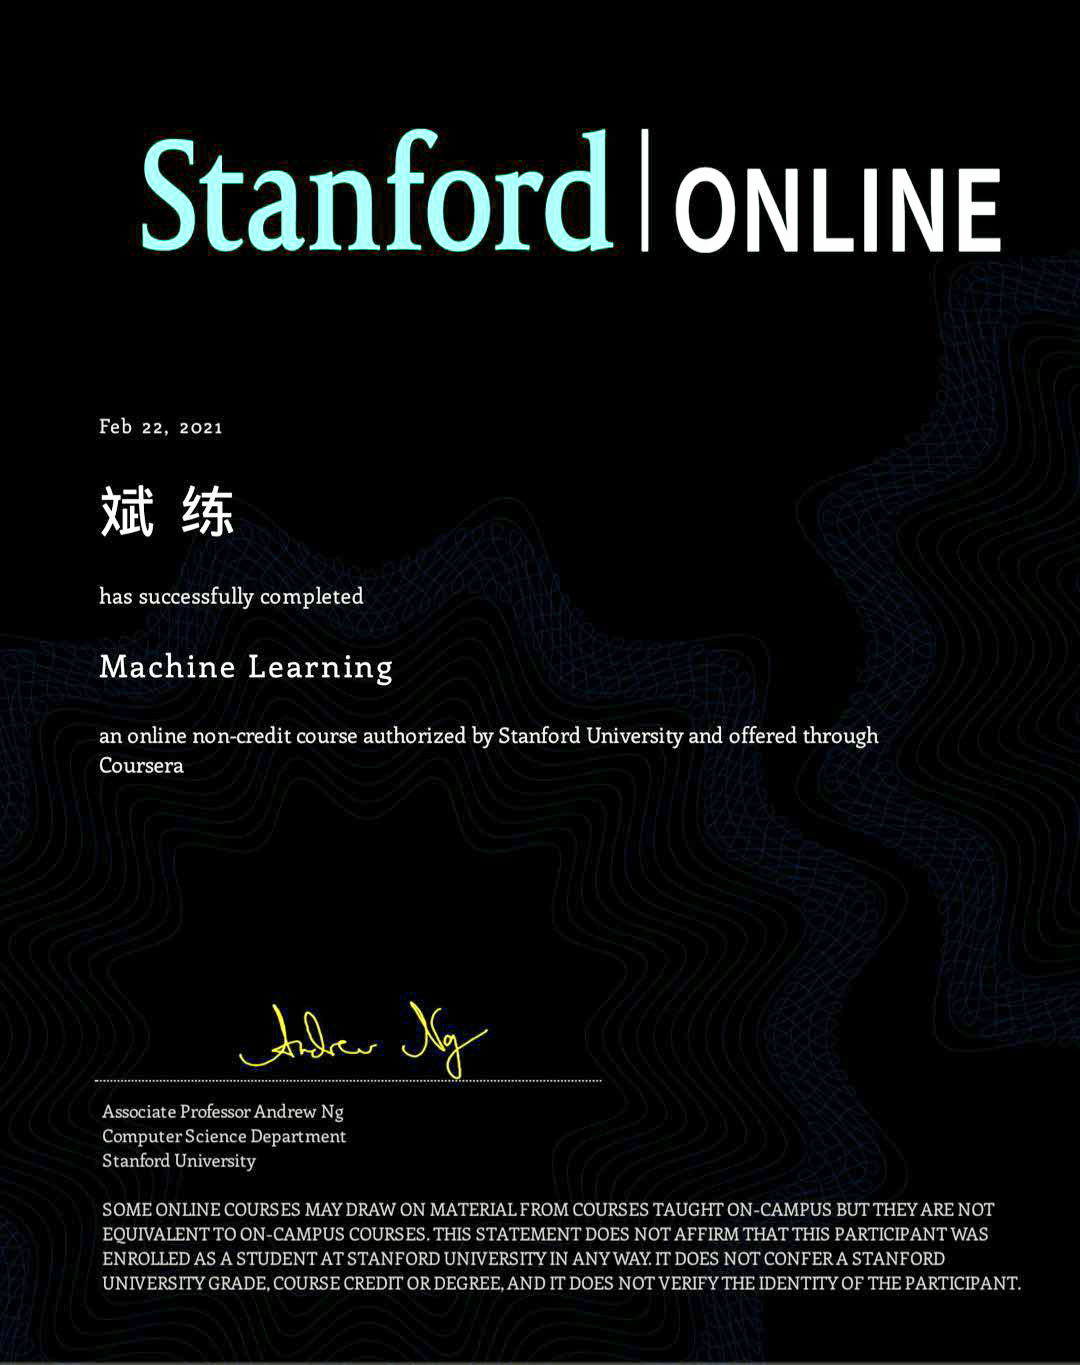 Stanford | ONLINE
Feb 22, 2021
斌 练
has successfully completed
Machine Learning
an online non-credit course authorized by Stanford University and offered through
Coursera
Andrew Ng
Associate Professor Andrew Ng
Computer Science Department
Stanford University
SOME ONLINE COURSES MAY DRAW ON MATERIAL FROM COURSES TAUGHT ON-CAMPUS BUT THEY ARE NOT
EQUIVALENT TO ON-CAMPUS COURSES. THIS STATEMENT DOES NOT AFFIRM THAT THIS PARTICIPANT WAS
ENROLLED AS A STUDENT AT STANFORD UNIVERSITY IN ANY WAY. IT DOES NOT CONFER A STANFORD
UNIVERSITY GRADE, COURSE CREDIT OR DEGREE, AND IT DOES NOT VERIFY THE IDENTITY OF THE PARTICIPANT.